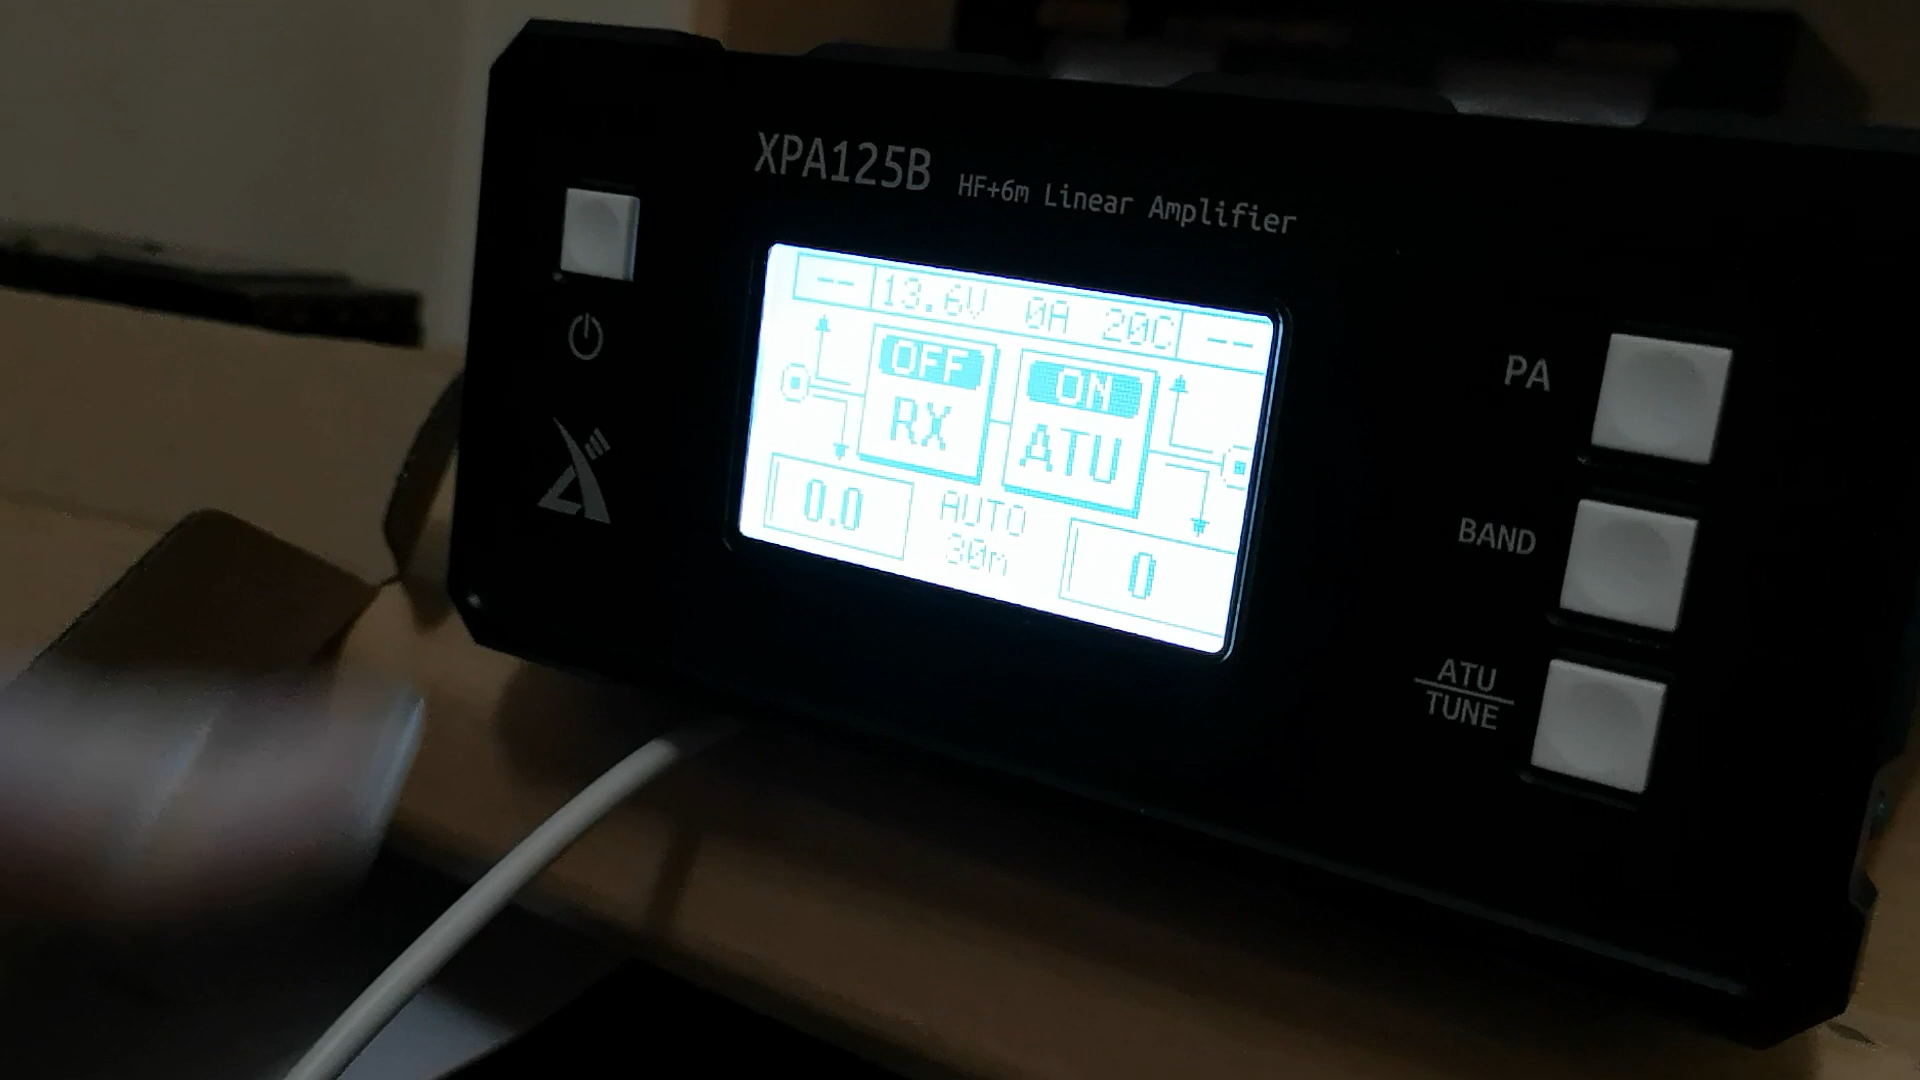 XPA125B HF+6m Linear Amplifier
-- 13.6V 0A 20C --
OFF ON
RX ATU
0.0 AUTO 0
30m
PA
BAND
ATU
TUNE